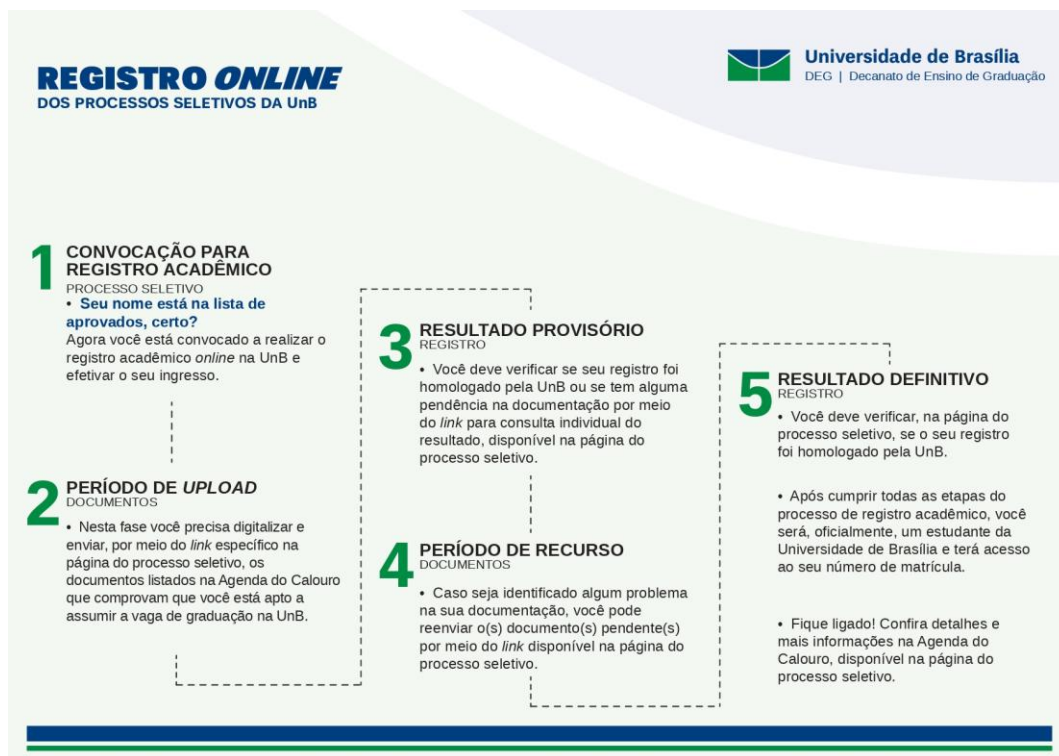 REGISTRO ONLINE
DOS PROCESSOS SELETIVOS DA UnB
Universidade de Brasília
DEG | Decanato de Ensino de Graduação
1
CONVOCAÇÃO PARA
REGISTRO ACADÊMICO
PROCESSO SELETIVO
• Seu nome está na lista de
aprovados, certo?
Agora você está convocado a realizar o
registro acadêmico online na UnB e
efetivar o seu ingresso.
2
PERÍODO DE UPLOAD
DOCUMENTOS
• Nesta fase você precisa digitalizar e
enviar, por meio do link específico na
página do processo seletivo, os
documentos listados na Agenda do Calouro
que comprovam que você está apto a
assumir a vaga de graduação na UnB.
3
RESULTADO PROVISÓRIO
REGISTRO
• Você deve verificar se seu registro foi
homologado pela UnB ou se tem alguma
pendência na documentação por meio
do link para consulta individual do
resultado, disponível na página do
processo seletivo.
4
PERÍODO DE RECURSO
DOCUMENTOS
• Caso seja identificado algum problema
na sua documentação, você pode
reenviar o(s) documento(s) pendente(s)
por meio do link disponível na página do
processo seletivo.
5
RESULTADO DEFINITIVO
REGISTRO
• Você deve verificar, na página do
processo seletivo, se o seu registro
foi homologado pela UnB.
• Após cumprir todas as etapas do
processo de registro acadêmico, você
será, oficialmente, um estudante da
Universidade de Brasília e terá acesso
ao seu número de matrícula.
• Fique ligado! Confira detalhes e
mais informações na Agenda do
Calouro, disponível na página do
processo seletivo.